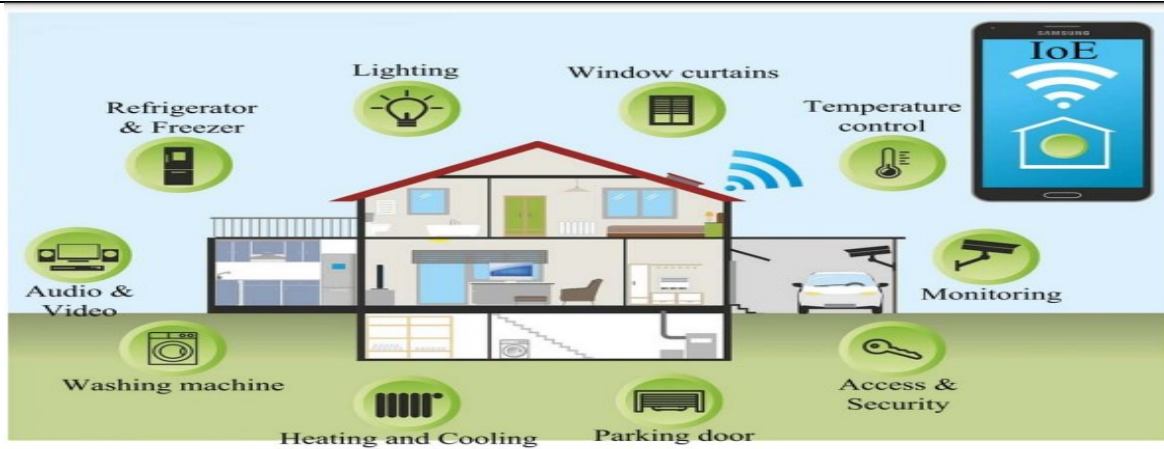 SAMSUNG
IoE
Lighting
Window curtains
Refrigerator
& Freezer
Temperature
control
Audio &
Video
Monitoring
Washing machine
Access &
Security
Heating and Cooling
Parking door